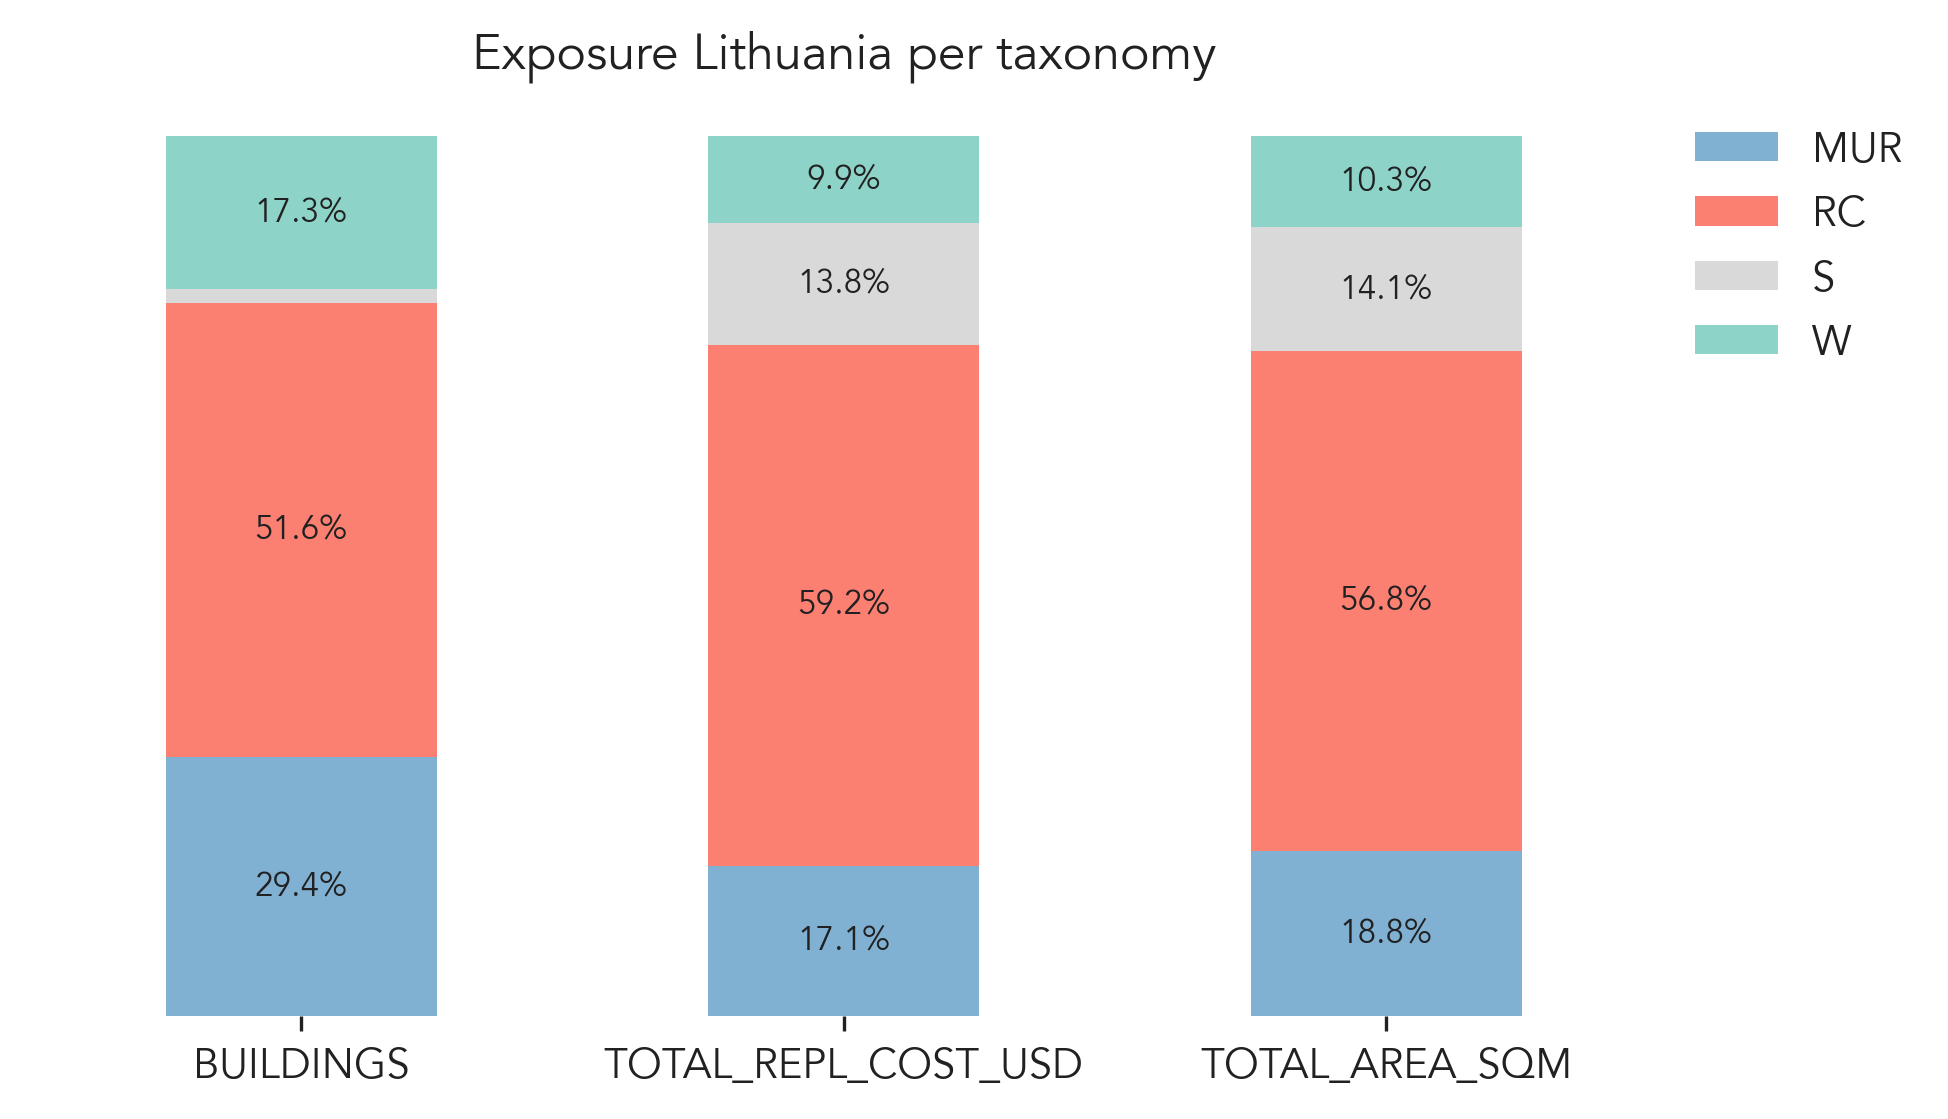 Exposure Lithuania per taxonomy
17.3%
51.6%
29.4%
9.9%
13.8%
59.2%
17.1%
10.3%
14.1%
56.8%
18.8%
MUR
RC
S
W
BUILDINGS
TOTAL_REPL_COST_USD
TOTAL_AREA_SQM